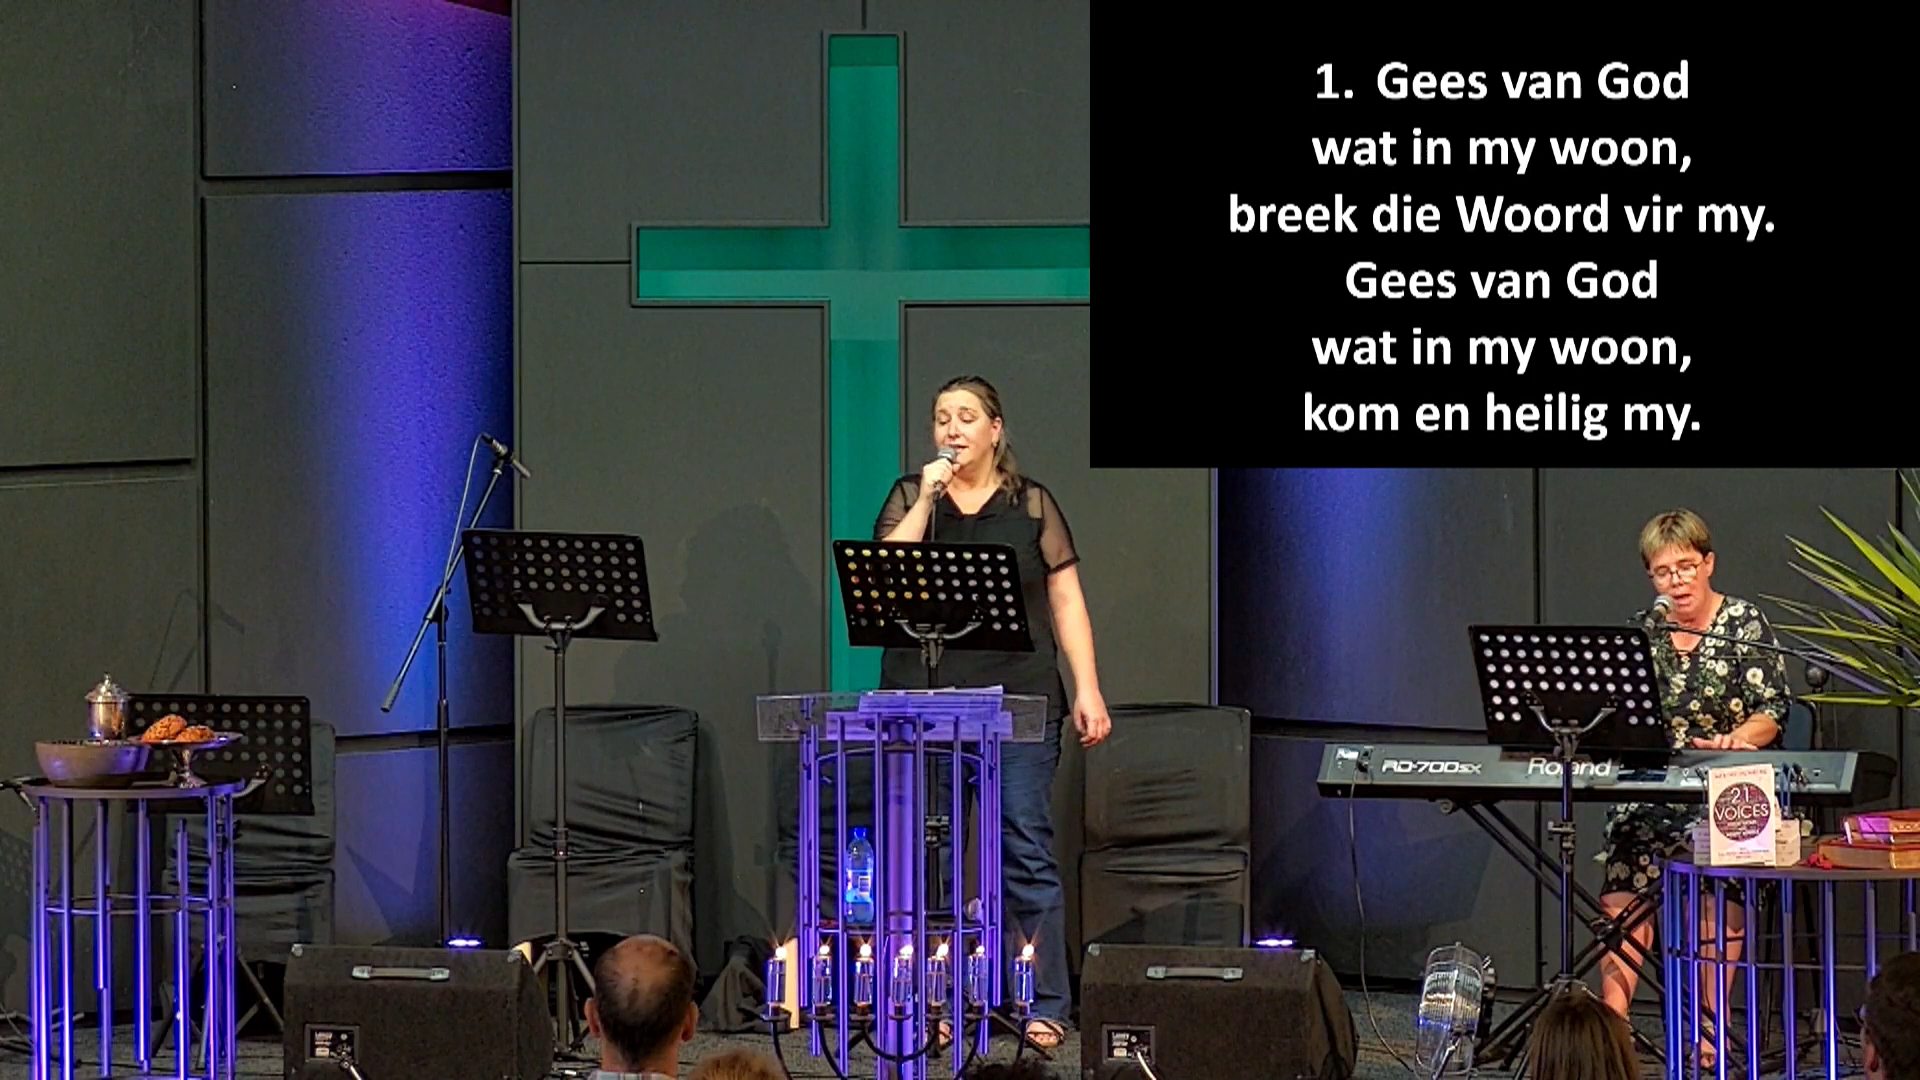 1. Gees van God
wat in my woon,
breek die Woord vir my.
Gees van God
wat in my woon,
kom en heilig my.
RD-700SX Roland
21
VOICES